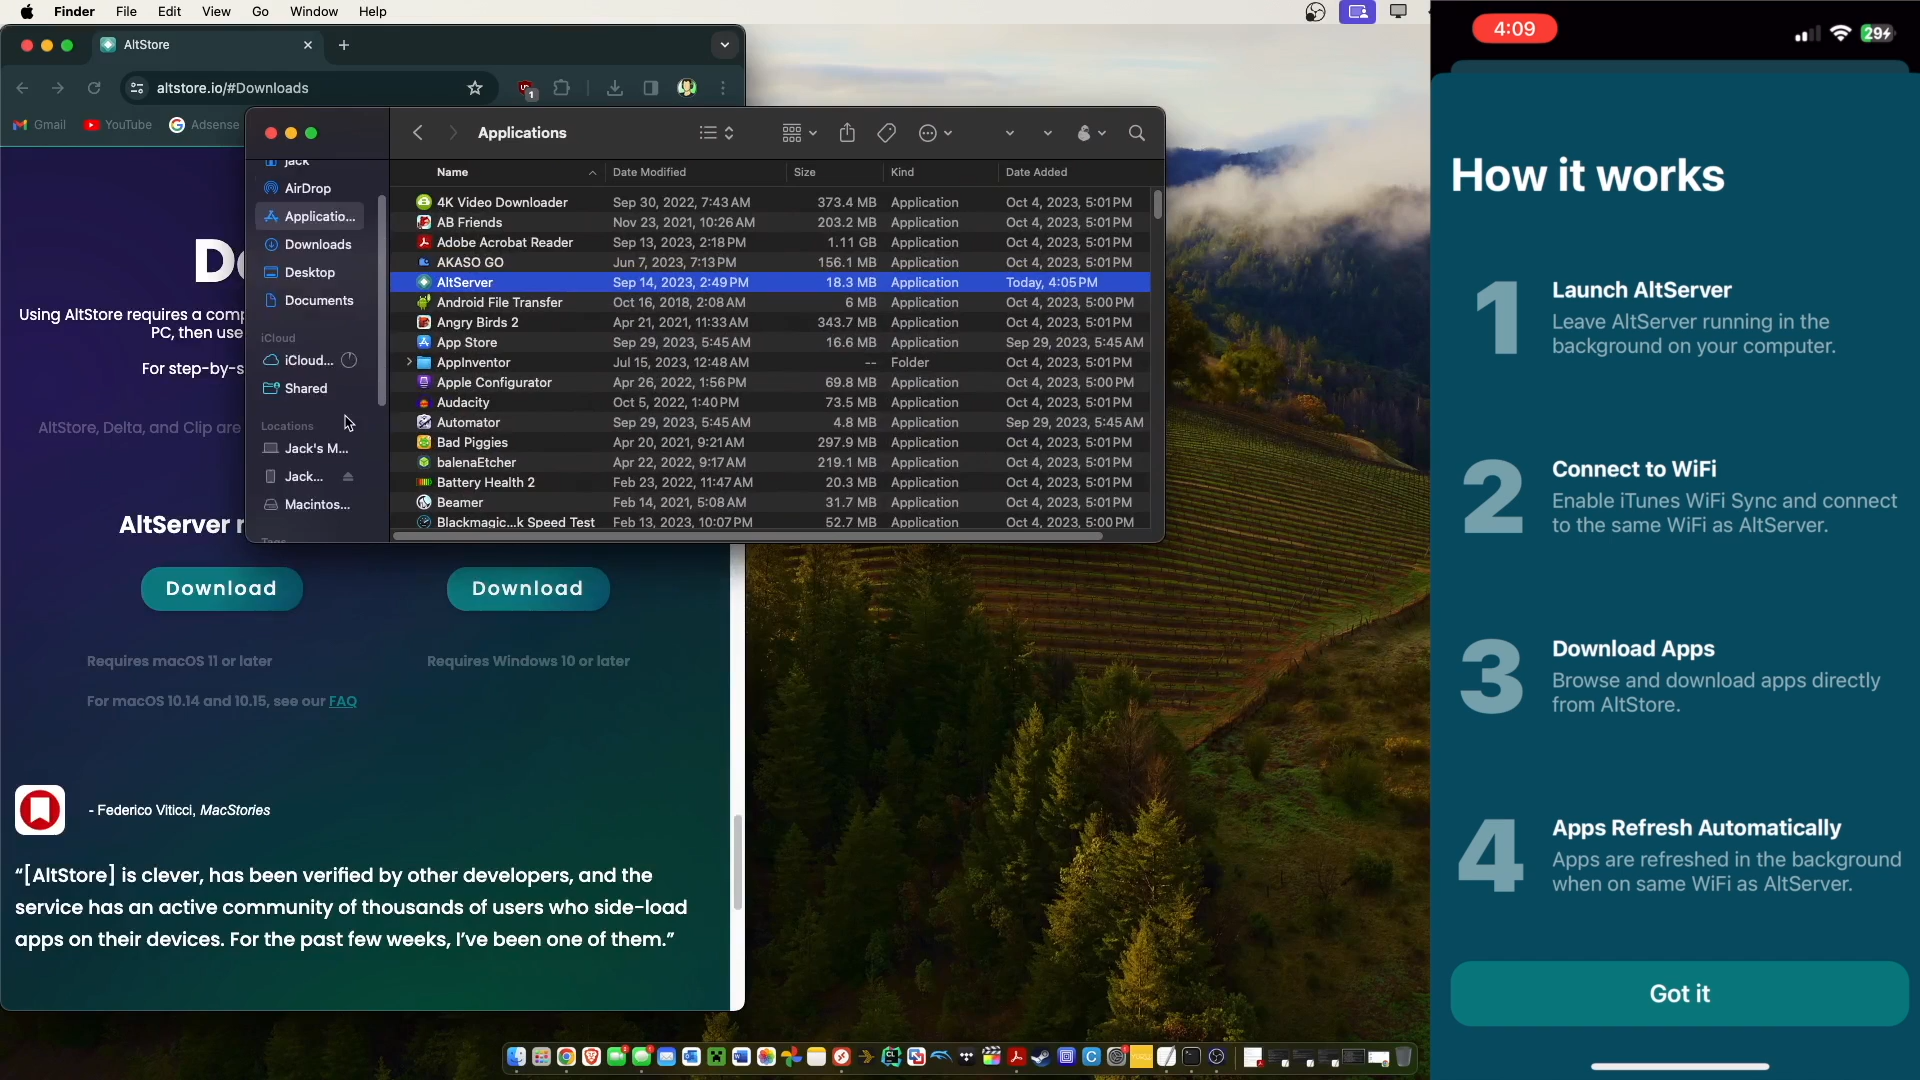 Finder File Edit View Go Window Help
AltStore
altstore.io/#Downloads
1
Gmail YouTube Adsense
Using AltStore requires a comp
PC, then use
For step-by-s
AltStore, Delta, and Clip are
AltServer
Download
Download
Requires macOS 11 or later
Requires Windows 10 or later
For macOS 10.14 and 10.15, see our FAQ
- Federico Viticci, MacStories
“[AltStore] is clever, has been verified by other developers, and the
service has an active community of thousands of users who side-load
apps on their devices. For the past few weeks, I’ve been one of them.”
jack
AirDrop
Applicatio...
Downloads
Desktop
Documents
iCloud
iCloud...
Shared
Locations
Jack's M...
Jack...
Macintos...
Tags
Applications
Name Date Modified Size Kind Date Added
4K Video Downloader Sep 30, 2022, 7:43 AM 373.4 MB Application Oct 4, 2023, 5:01 PM
AB Friends Nov 23, 2021, 10:26 AM 203.2 MB Application Oct 4, 2023, 5:01 PM
Adobe Acrobat Reader Sep 13, 2023, 2:18 PM 1.11 GB Application Oct 4, 2023, 5:01 PM
AKASO GO Jun 7, 2023, 7:13 PM 156.1 MB Application Oct 4, 2023, 5:01 PM
AltServer Sep 14, 2023, 2:49 PM 18.3 MB Application Today, 4:05 PM
Android File Transfer Oct 16, 2018, 2:08 AM 6 MB Application Oct 4, 2023, 5:00 PM
Angry Birds 2 Apr 21, 2021, 11:33 AM 343.7 MB Application Oct 4, 2023, 5:01 PM
App Store Sep 29, 2023, 5:45 AM 16.6 MB Application Sep 29, 2023, 5:45 AM
AppInventor Jul 15, 2023, 12:48 AM -- Folder Oct 4, 2023, 5:01 PM
Apple Configurator Apr 26, 2022, 1:56 PM 69.8 MB Application Oct 4, 2023, 5:00 PM
Audacity Oct 5, 2022, 1:40 PM 73.5 MB Application Oct 4, 2023, 5:01 PM
Automator Sep 29, 2023, 5:45 AM 4.8 MB Application Sep 29, 2023, 5:45 AM
Bad Piggies Apr 20, 2021, 9:21 AM 297.9 MB Application Oct 4, 2023, 5:01 PM
balenaEtcher Apr 22, 2022, 9:17 AM 219.1 MB Application Oct 4, 2023, 5:01 PM
Battery Health 2 Feb 23, 2022, 11:47 AM 20.3 MB Application Oct 4, 2023, 5:01 PM
Beamer Feb 14, 2021, 5:08 AM 31.7 MB Application Oct 4, 2023, 5:01 PM
Blackmagic...k Speed Test Feb 13, 2023, 10:07 PM 52.7 MB Application Oct 4, 2023, 5:00 PM
4:09
29
How it works
1
Launch AltServer
Leave AltServer running in the
background on your computer.
2
Connect to WiFi
Enable iTunes WiFi Sync and connect
to the same WiFi as AltServer.
3
Download Apps
Browse and download apps directly
from AltStore.
4
Apps Refresh Automatically
Apps are refreshed in the background
when on same WiFi as AltServer.
Got it